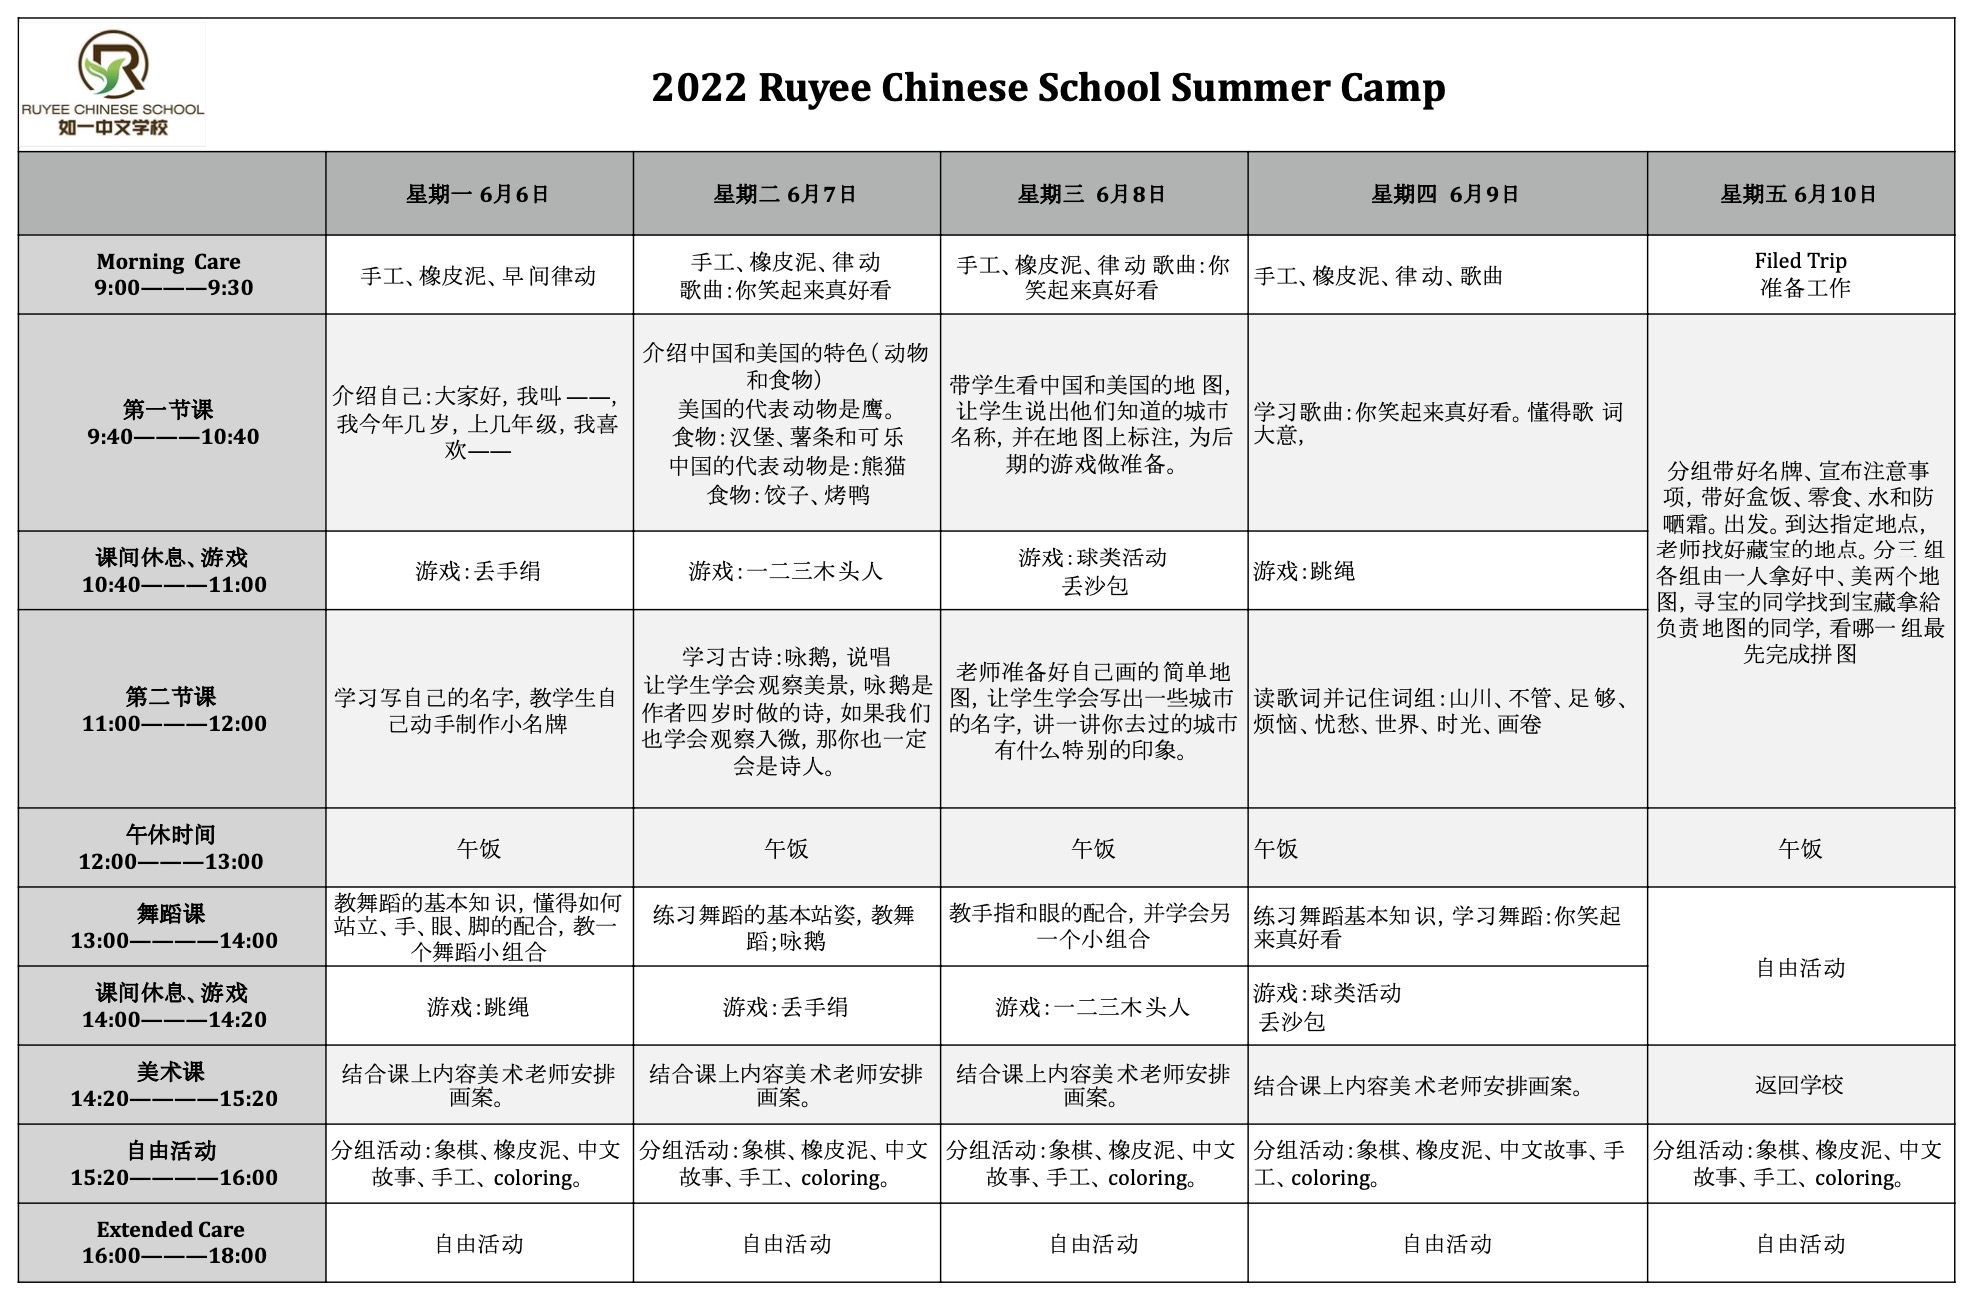 RUYEE CHINESE SCHOOL
如一中文学校
2022 Ruyee Chinese School Summer Camp
星期一 6月6日
星期二 6月7日
星期三 6月8日
星期四 6月9日
星期五 6月10日
Morning Care
9:00———9:30
手工、橡皮泥、早间律动
手工、橡皮泥、律动
歌曲:你笑起来真好看
手工、橡皮泥、律动 歌曲:你
笑起来真好看
手工、橡皮泥、律动、歌曲
Filed Trip
准备工作
第一节课
9:40———10:40
介绍自己:大家好, 我叫 ——,
我今年几岁, 上几年级, 我喜
欢——
介绍中国和美国的特色( 动物
和食物)
美国的代表动物是鹰。
食物: 汉堡、薯条和可乐
中国的代表动物是:熊猫
食物: 饺子、烤鸭
带学生看中国和美国的地图,
让学生说出他们知道的城市
名称, 并在地图上标注, 为后
期的游戏做准备。
学习歌曲:你笑起来真好看。懂得歌词
大意,
分组带好名牌、宣布注意事
项, 带好盒饭、零食、水和防
晒霜。出发。到达指定地点,
老师找好藏宝的地点。分三组
各组由一人拿好中、美两个地
图, 寻宝的同学找到宝藏拿給
负责地图的同学, 看哪一组最
先完成拼图
课间休息、游戏
10:40———11:00
游戏:丢手绢
游戏:一二三木头人
游戏:球类活动
丢沙包
游戏:跳绳
第二节课
11:00———12:00
学习写自己的名字, 教学生自
己动手制作小名牌
学习古诗:咏鹅, 说唱
让学生学会观察美景, 咏鹅是
作者四岁时做的诗, 如果我们
也学会观察入微, 那你也一定
会是诗人。
老师准备好自己画的简单地
图, 让学生学会写出一些城市
的名字, 讲一讲你去过的城市
有什么特别的印象。
读歌词并记住词组:山川、不管、足够、
烦恼、忧愁、世界、时光、画卷
午休时间
12:00———13:00
午饭
午饭
午饭
午饭
午饭
舞蹈课
13:00————14:00
教舞蹈的基本知识, 懂得如何
站立、手、眼、脚的配合, 教一
个舞蹈小组合
练习舞蹈的基本站姿, 教舞
蹈;咏鹅
教手指和眼的配合, 并学会另
一个小组合
练习舞蹈基本知识, 学习舞蹈:你笑起
来真好看
自由活动
课间休息、游戏
14:00———14:20
游戏:跳绳
游戏:丢手绢
游戏:一二三木头人
游戏:球类活动
丢沙包
美术课
14:20————15:20
结合课上内容美术老师安排
画案。
结合课上内容美术老师安排
画案。
结合课上内容美术老师安排
画案。
结合课上内容美术老师安排画案。
返回学校
自由活动
15:20————16:00
分组活动:象棋、橡皮泥、中文
故事、手工、coloring。
分组活动:象棋、橡皮泥、中文
故事、手工、coloring。
分组活动:象棋、橡皮泥、中文
故事、手工、coloring。
分组活动:象棋、橡皮泥、中文故事、手
工、coloring。
分组活动:象棋、橡皮泥、中文
故事、手工、coloring。
Extended Care
16:00———18:00
自由活动
自由活动
自由活动
自由活动
自由活动